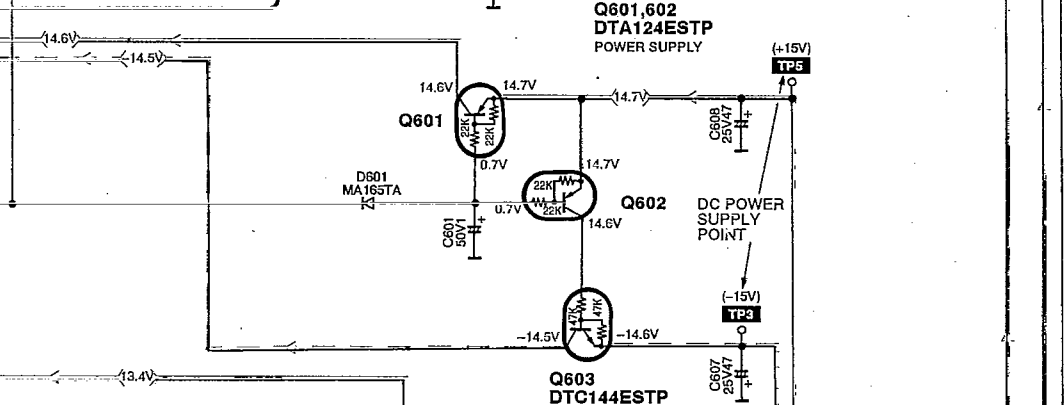 Q601,602
DTA124ESTP
POWER SUPPLY
14.6V
-14.5V
(+15V)
TP5
14.6V
14.7V
14.7V
Q601
22K
22K
C608
25V47
+
0.7V
14.7V
D601
MA165TA
22K
22K
Q602
0.7V
DC POWER
SUPPLY
POINT
C601
50V1
+
14.6V
(-15V)
TP3
47K
47K
-14.5V
-14.6V
13.4V
C607
25V47
+
Q603
DTC144ESTP